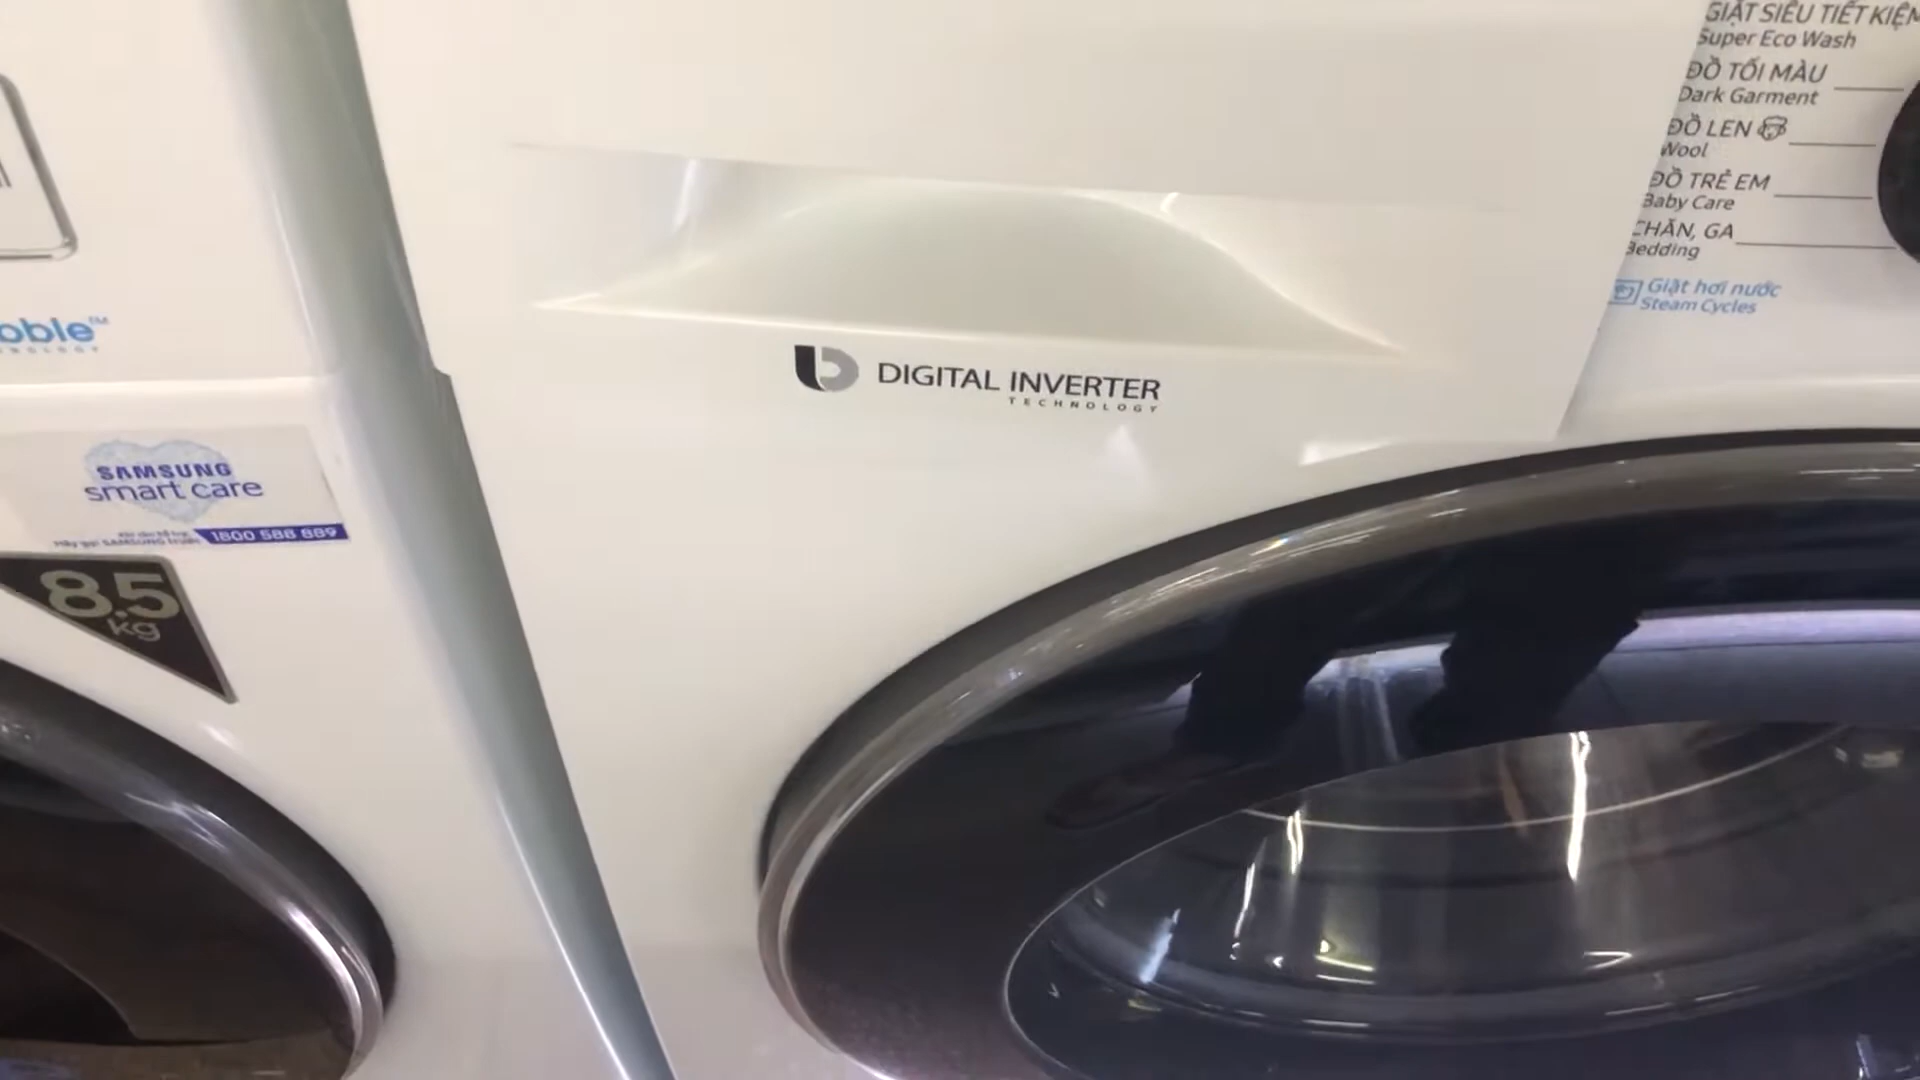 GIẶT SIÊU TIẾT KIỆM
Super Eco Wash
ĐỒ TỐI MÀU
Dark Garment
ĐỒ LEN
Wool
ĐỒ TRẺ EM
Baby Care
CHĂN, GA
Bedding
Giặt hơi nước
Steam Cycles
DIGITAL INVERTER
TECHNOLOGY
oble™
SAMSUNG
smart care
1800 588 889
8.5
kg